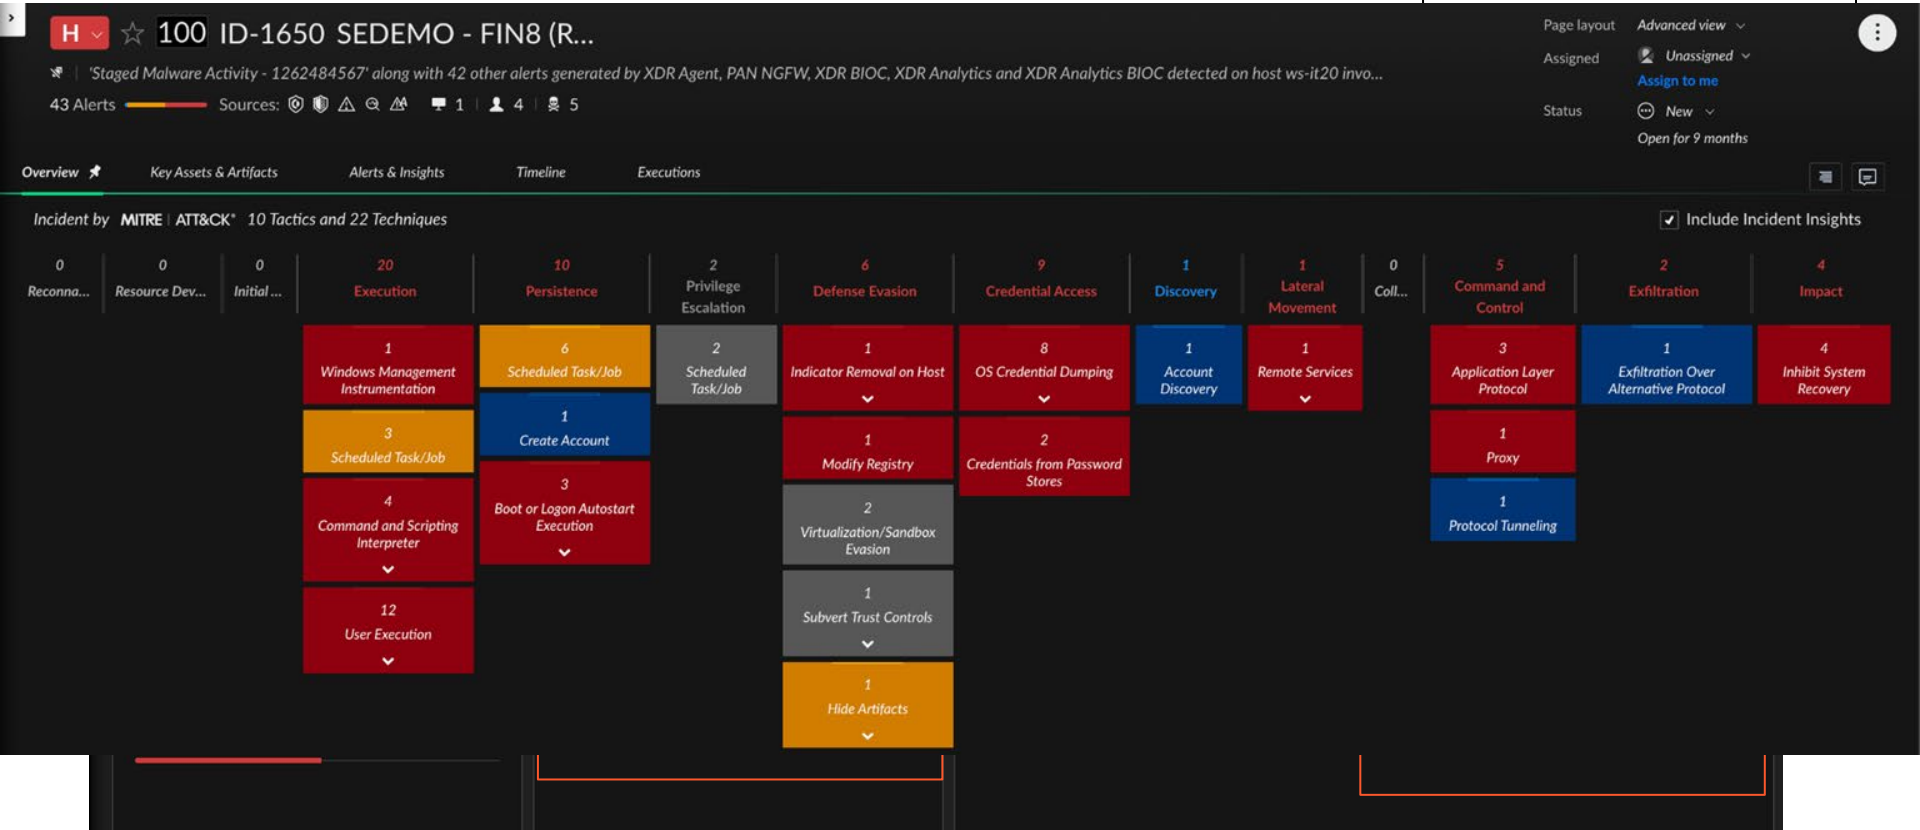 H ☆ 100 ID-1650 SEDEMO - FIN8 (R...
'Staged Malware Activity - 1262484567' along with 42 other alerts generated by XDR Agent, PAN NGFW, XDR BIOC, XDR Analytics and XDR Analytics BIOC detected on host ws-it20 invo...
43 Alerts Sources: 1 4 5
Page layout Advanced view
Assigned Unassigned
Assign to me
Status New
Open for 9 months
Overview Key Assets & Artifacts Alerts & Insights Timeline Executions
Incident by MITRE | ATT&CK® 10 Tactics and 22 Techniques
Include Incident Insights
0
Reconna...
0
Resource Dev...
0
Initial ...
20
Execution
1
Windows Management
Instrumentation
3
Scheduled Task/Job
4
Command and Scripting
Interpreter
12
User Execution
10
Persistence
6
Scheduled Task/Job
1
Create Account
3
Boot or Logon Autostart
Execution
2
Privilege
Escalation
2
Scheduled
Task/Job
6
Defense Evasion
1
Indicator Removal on Host
1
Modify Registry
2
Virtualization/Sandbox
Evasion
1
Subvert Trust Controls
1
Hide Artifacts
9
Credential Access
8
OS Credential Dumping
2
Credentials from Password
Stores
1
Discovery
1
Account
Discovery
1
Lateral
Movement
1
Remote Services
0
Coll...
5
Command and
Control
3
Application Layer
Protocol
1
Proxy
1
Protocol Tunneling
2
Exfiltration
1
Exfiltration Over
Alternative Protocol
4
Impact
4
Inhibit System
Recovery